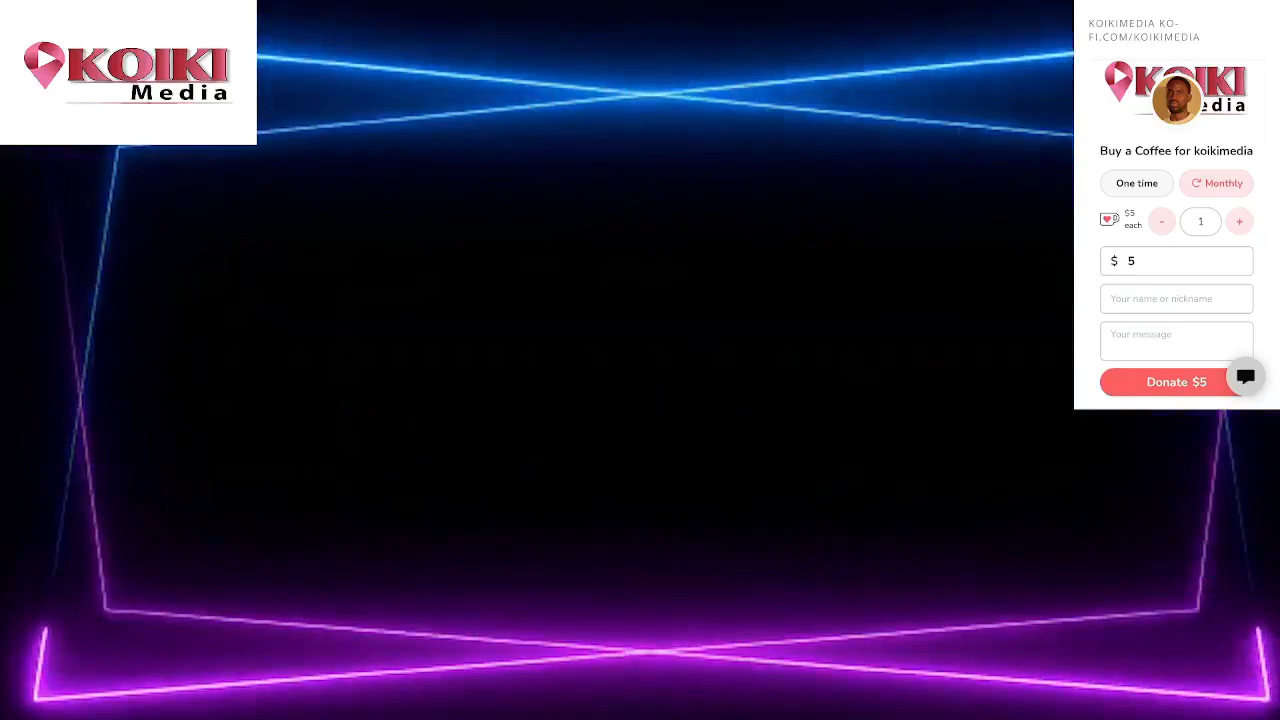 KOIKI
Media
KOIKIMEDIA KO-
FI.COM/KOIKIMEDIA
KOIKI
edia
Buy a Coffee for koikimedia
One time
Monthly
$5
each
-
1
+
$ 5
Your name or nickname
Your message
Donate $5